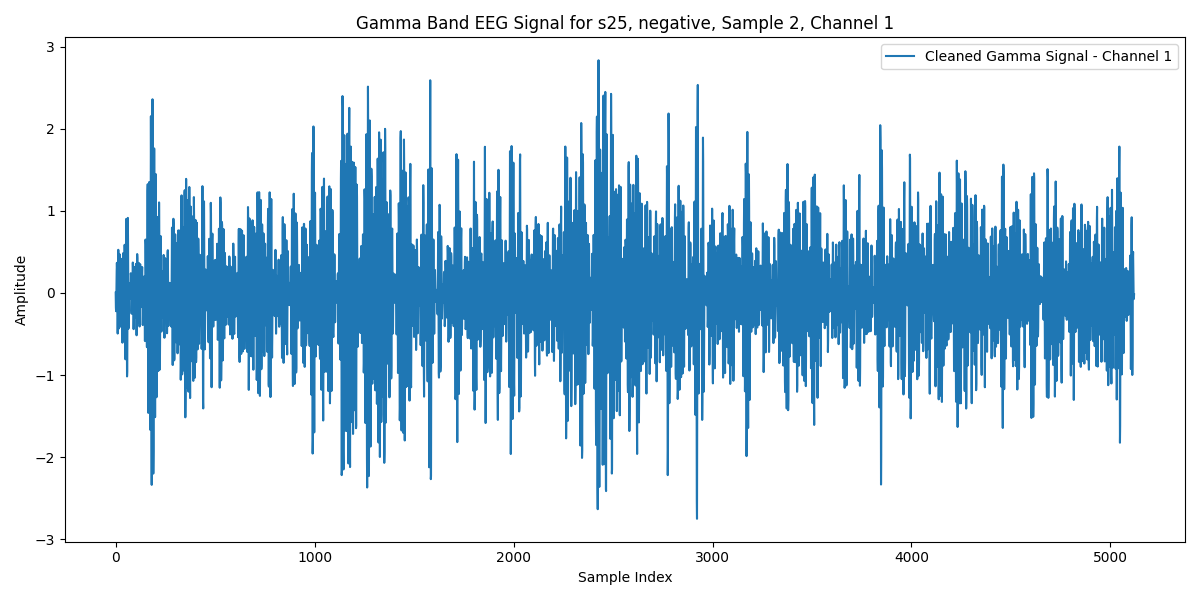 Gamma Band EEG Signal for s25, negative, Sample 2, Channel 1
Cleaned Gamma Signal - Channel 1
3
2
1
0
−1
−2
−3
Amplitude
0 1000 2000 3000 4000 5000
Sample Index